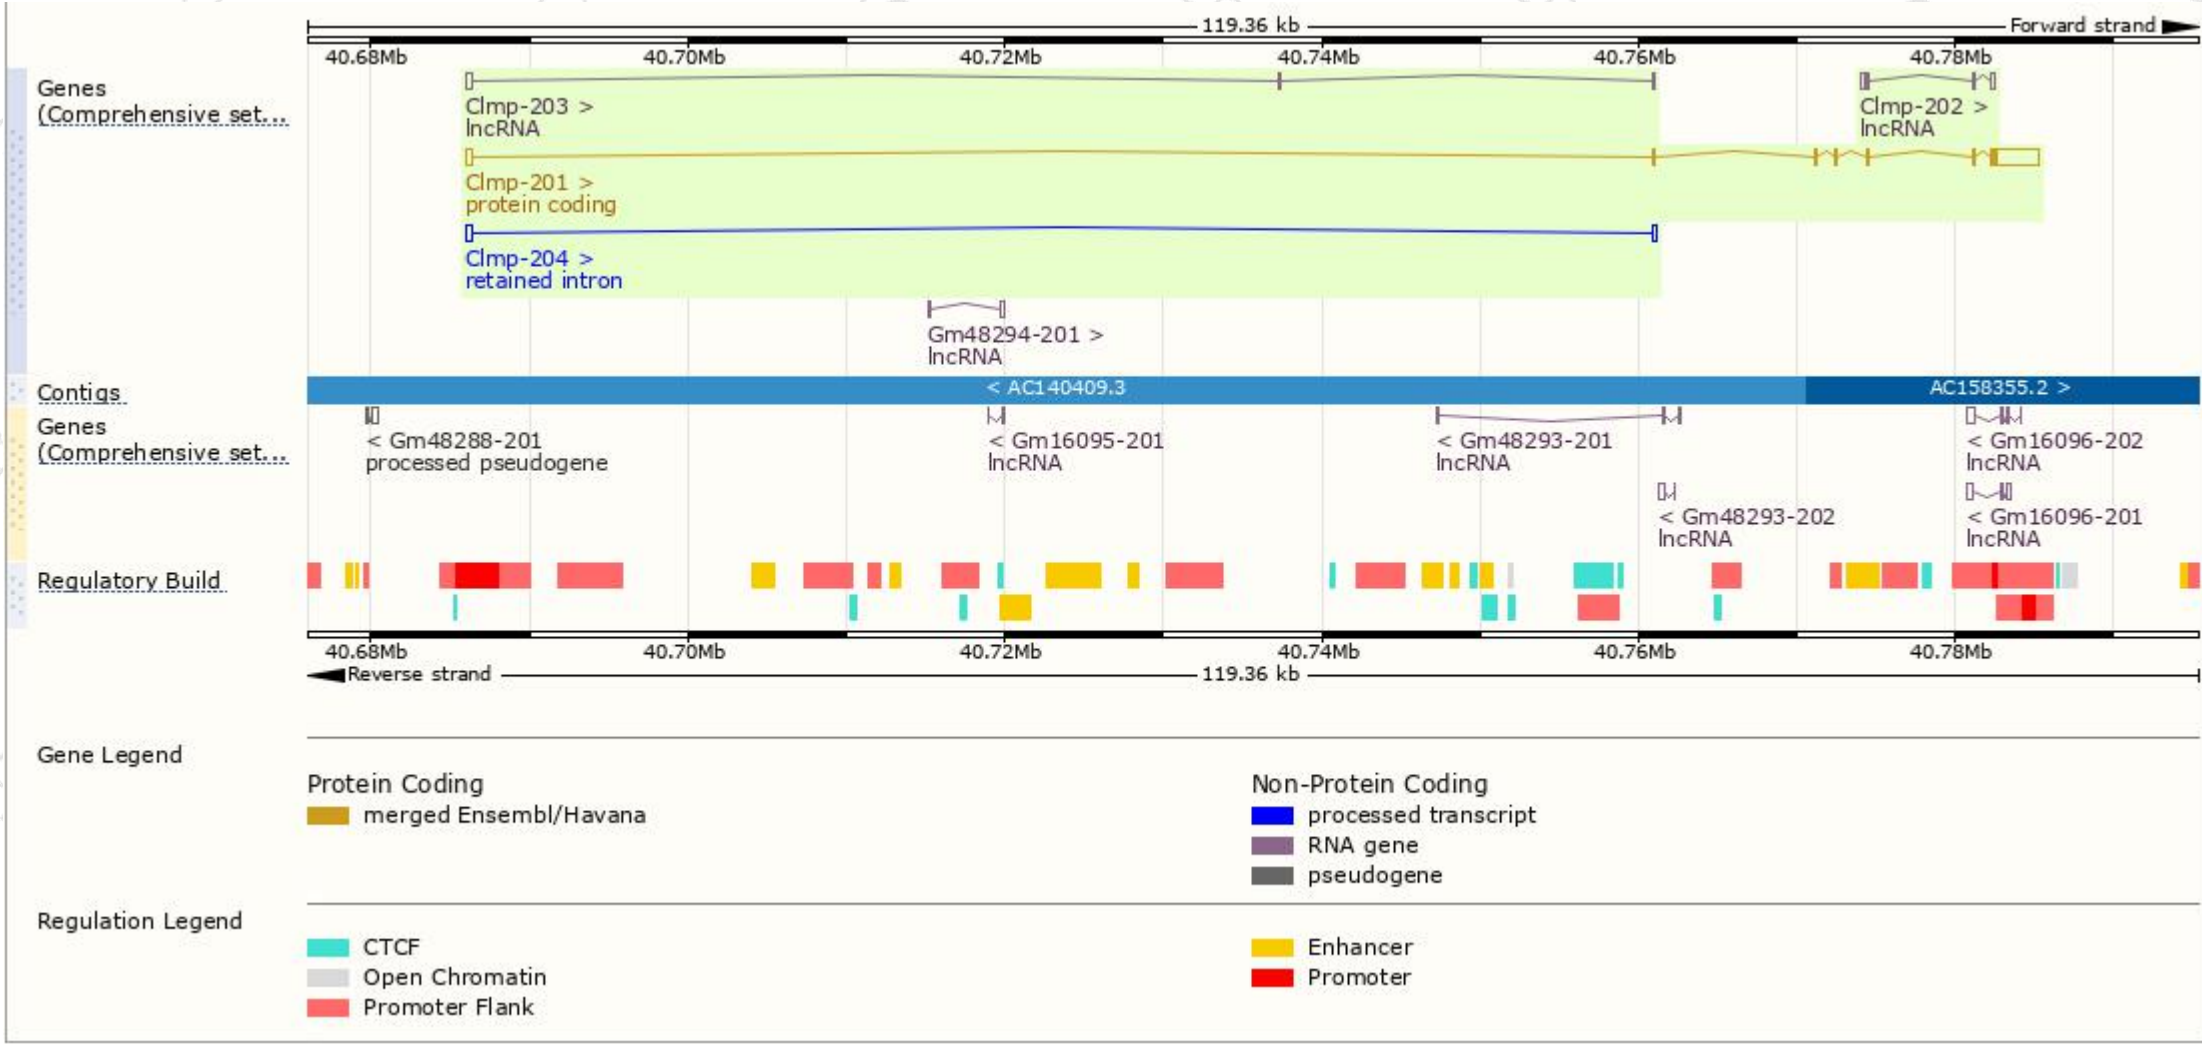 119.36 kb Forward strand
40.68Mb 40.70Mb 40.72Mb 40.74Mb 40.76Mb 40.78Mb
Genes
(Comprehensive set...
Clmp-203 >
lncRNA
Clmp-202 >
lncRNA
Clmp-201 >
protein coding
Clmp-204 >
retained intron
Gm48294-201 >
lncRNA
Contigs < AC140409.3 AC158355.2 >
Genes
(Comprehensive set...
< Gm48288-201
processed pseudogene
< Gm16095-201
lncRNA
< Gm48293-201
lncRNA
< Gm16096-202
lncRNA
< Gm48293-202
lncRNA
< Gm16096-201
lncRNA
Regulatory Build
40.68Mb 40.70Mb 40.72Mb 40.74Mb 40.76Mb 40.78Mb
Reverse strand 119.36 kb
Gene Legend
Protein Coding
merged Ensembl/Havana
Non-Protein Coding
processed transcript
RNA gene
pseudogene
Regulation Legend
CTCF
Open Chromatin
Promoter Flank
Enhancer
Promoter